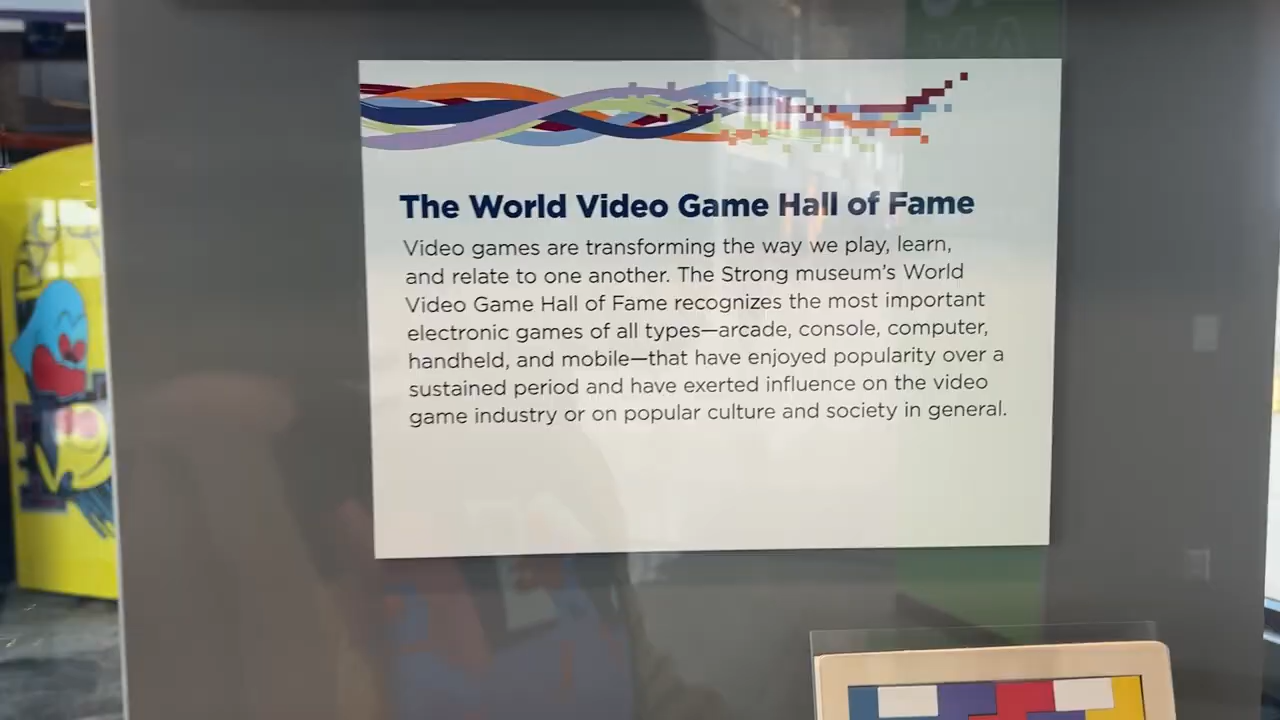 The World Video Game Hall of Fame
Video games are transforming the way we play, learn,
and relate to one another. The Strong museum's World
Video Game Hall of Fame recognizes the most important
electronic games of all types—arcade, console, computer,
handheld, and mobile—that have enjoyed popularity over a
sustained period and have exerted influence on the video
game industry or on popular culture and society in general.